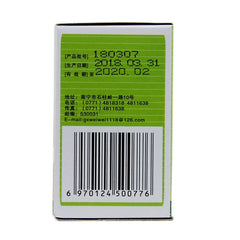 [产品批号] 180307
[生产日期] 2018.03.31
[有效期]至 2020.02
地址：南宁市石柱岭一路10号
电话：(0771) 4818318 4811638
传真：(0771) 4811638
邮编：530031
E-mail:gxweiwei1118@126.com
6 970124 500776